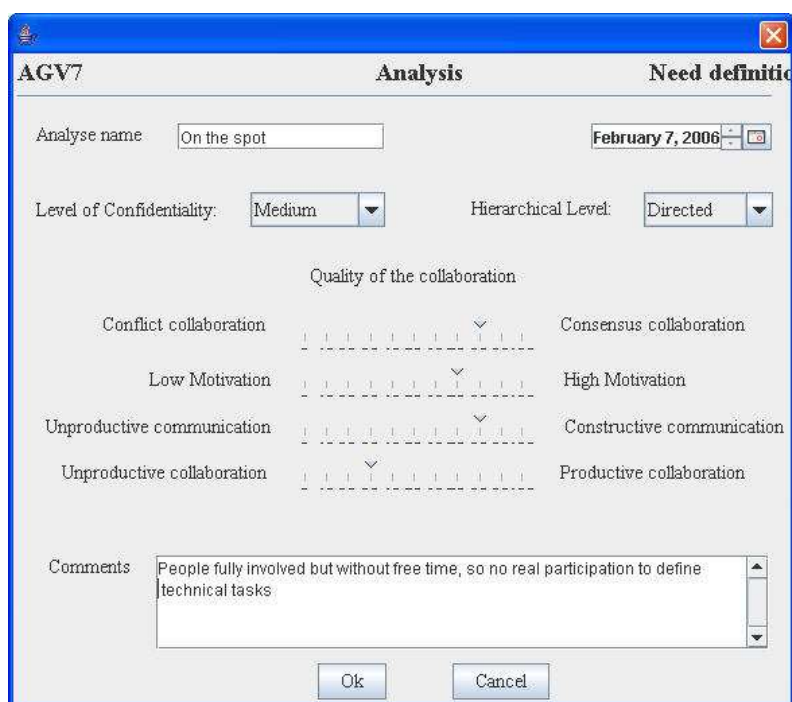 AGV7 Analysis Need definitio
Analyse name On the spot February 7, 2006
Level of Confidentiality: Medium Hierarchical Level: Directed
Quality of the collaboration
Conflict collaboration Consensus collaboration
Low Motivation High Motivation
Unproductive communication Constructive communication
Unproductive collaboration Productive collaboration
Comments People fully involved but without free time, so no real participation to define
technical tasks
Ok Cancel